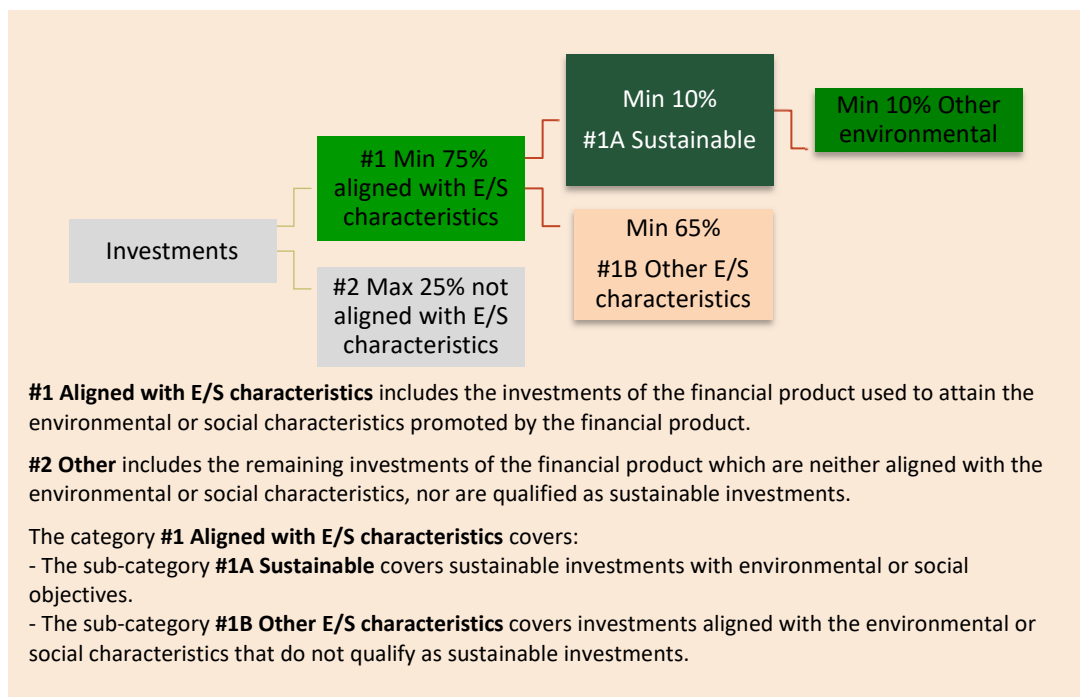 Min 10%
#1A Sustainable
Min 10% Other
environmental
#1 Min 75%
aligned with E/S
characteristics
Investments
Min 65%
#1B Other E/S
characteristics
#2 Max 25% not
aligned with E/S
characteristics
#1 Aligned with E/S characteristics includes the investments of the financial product used to attain the
environmental or social characteristics promoted by the financial product.
#2 Other includes the remaining investments of the financial product which are neither aligned with the
environmental or social characteristics, nor are qualified as sustainable investments.
The category #1 Aligned with E/S characteristics covers:
- The sub-category #1A Sustainable covers sustainable investments with environmental or social
objectives.
- The sub-category #1B Other E/S characteristics covers investments aligned with the environmental or
social characteristics that do not qualify as sustainable investments.